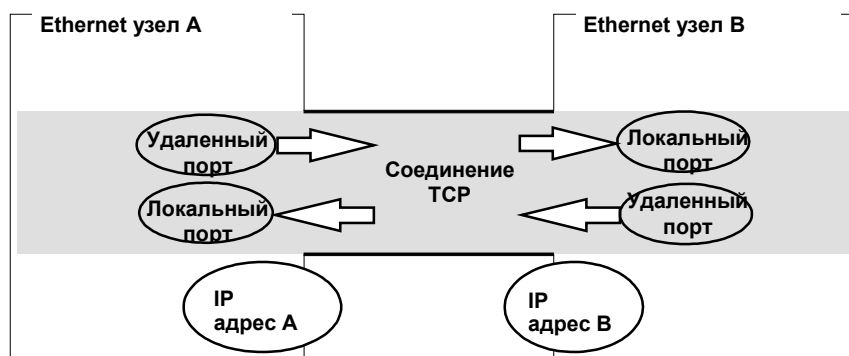 Ethernet узел A
Ethernet узел B
Удаленный
порт
Локальный
порт
Соединение
TCP
Локальный
порт
Удаленный
порт
IP
адрес A
IP
адрес B